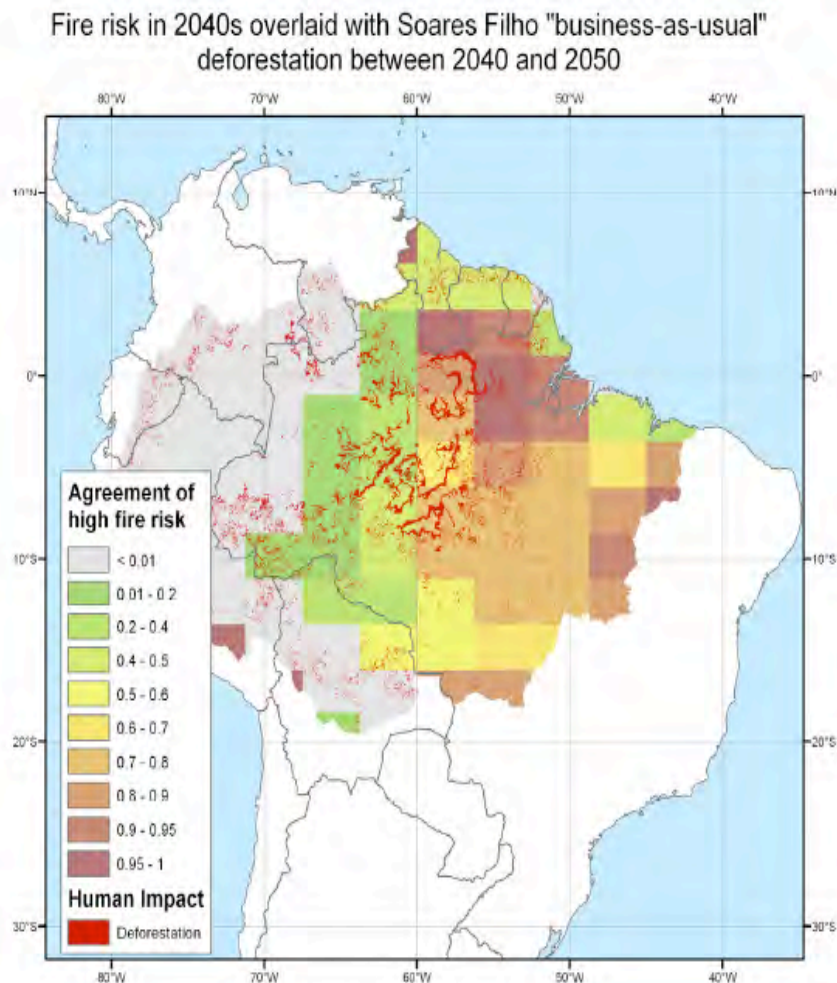 Fire risk in 2040s overlaid with Soares Filho "business-as-usual"
deforestation between 2040 and 2050
80°W 70°W 60°W 50°W 40°W
10°N 10°N
0° 0°
Agreement of
high fire risk
< 0.01
0.01 - 0.2
0.2 - 0.4
0.4 - 0.5
0.5 - 0.6
0.6 - 0.7
0.7 - 0.8
0.8 - 0.9
0.9 - 0.95
0.95 - 1
Human Impact
Deforestation
10°S 10°S
20°S 20°S
30°S 30°S
80°W 70°W 60°W 50°W 40°W